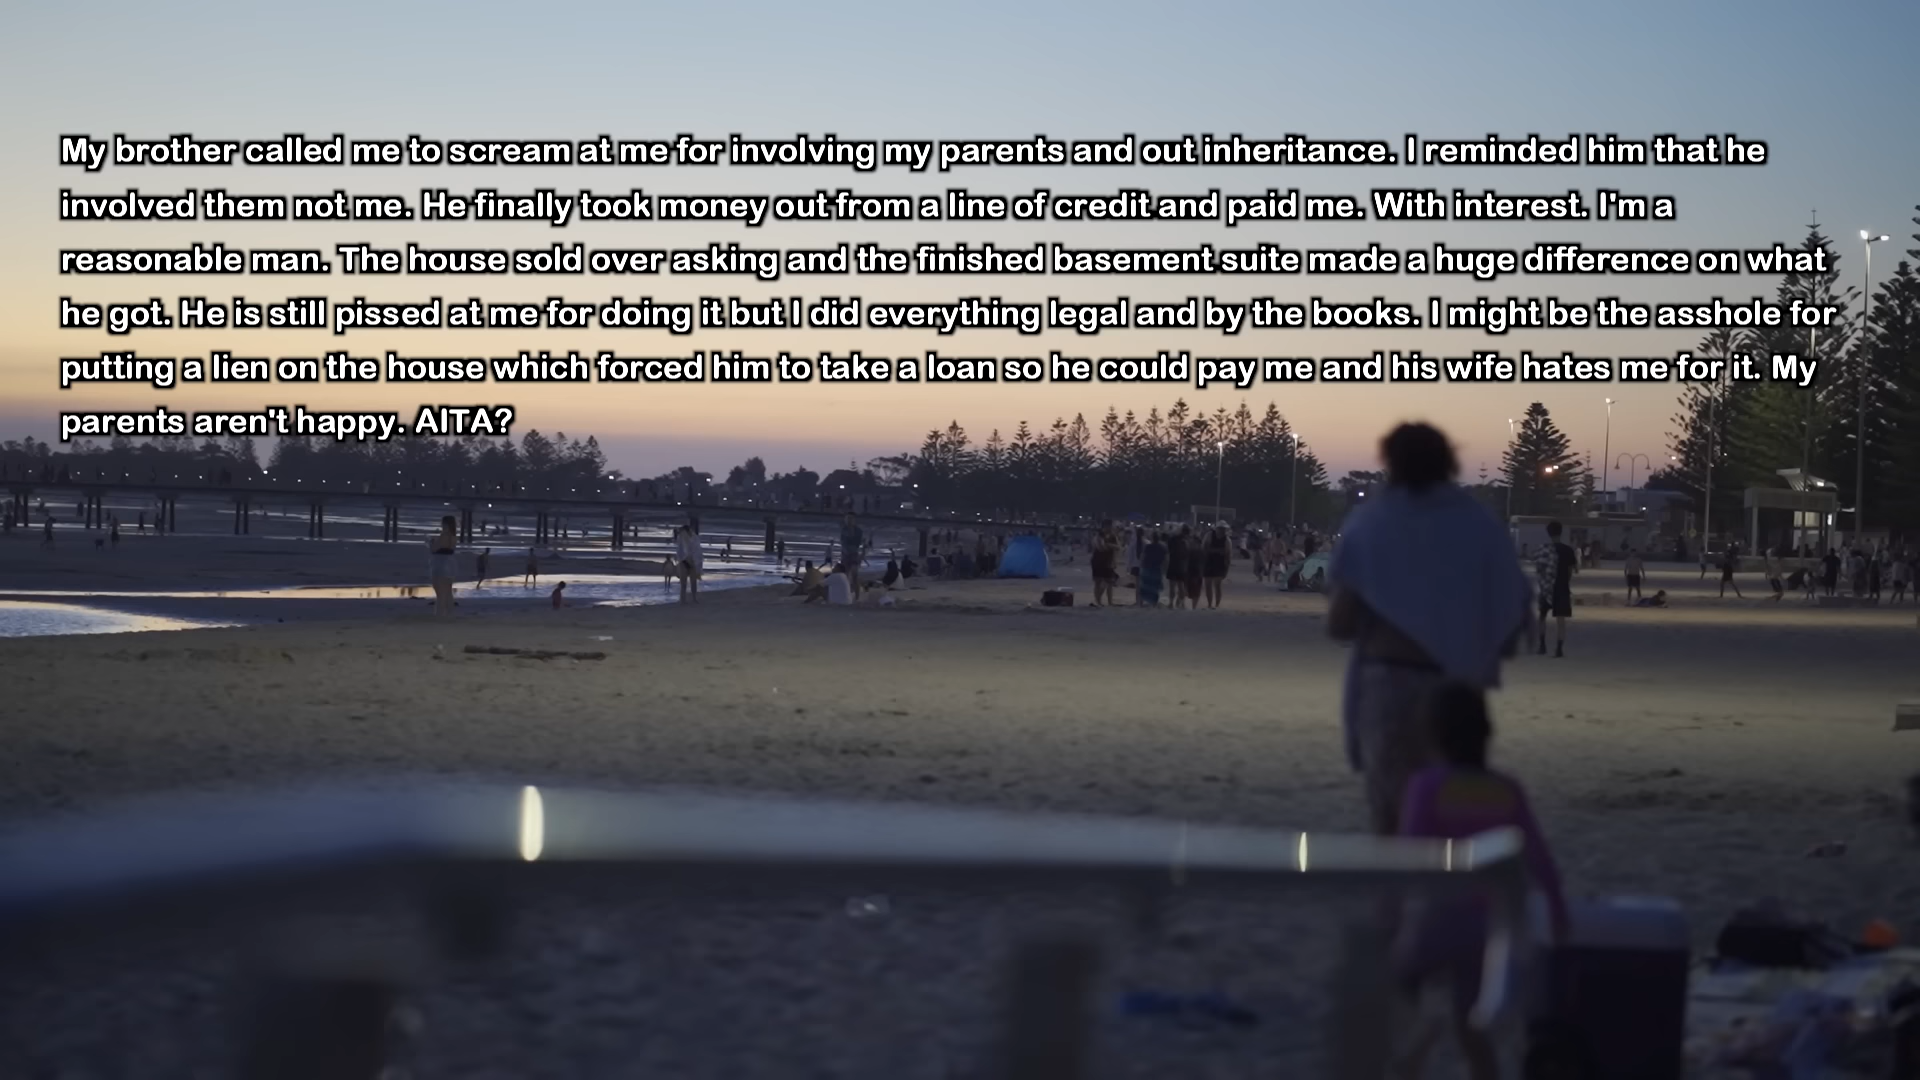 My brother called me to scream at me for involving my parents and out inheritance. I reminded him that he
involved them not me. He finally took money out from a line of credit and paid me. With interest. I'm a
reasonable man. The house sold over asking and the finished basement suite made a huge difference on what
he got. He is still pissed at me for doing it but I did everything legal and by the books. I might be the asshole for
putting a lien on the house which forced him to take a loan so he could pay me and his wife hates me for it. My
parents aren't happy. AITA?